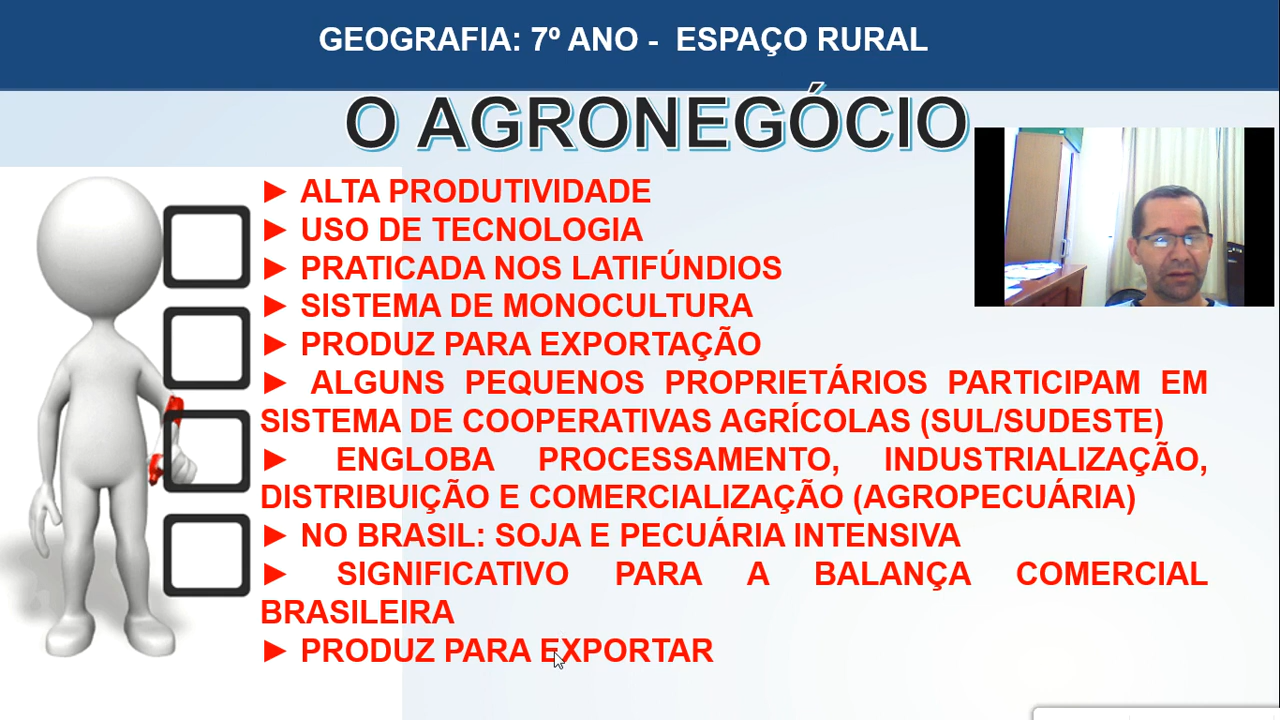 GEOGRAFIA: 7º ANO - ESPAÇO RURAL
O AGRONEGÓCIO
► ALTA PRODUTIVIDADE
► USO DE TECNOLOGIA
► PRATICADA NOS LATIFÚNDIOS
► SISTEMA DE MONOCULTURA
► PRODUZ PARA EXPORTAÇÃO
► ALGUNS PEQUENOS PROPRIETÁRIOS PARTICIPAM EM
SISTEMA DE COOPERATIVAS AGRÍCOLAS (SUL/SUDESTE)
► ENGLOBA PROCESSAMENTO, INDUSTRIALIZAÇÃO,
DISTRIBUIÇÃO E COMERCIALIZAÇÃO (AGROPECUÁRIA)
► NO BRASIL: SOJA E PECUÁRIA INTENSIVA
► SIGNIFICATIVO PARA A BALANÇA COMERCIAL
BRASILEIRA
► PRODUZ PARA EXPORTAR